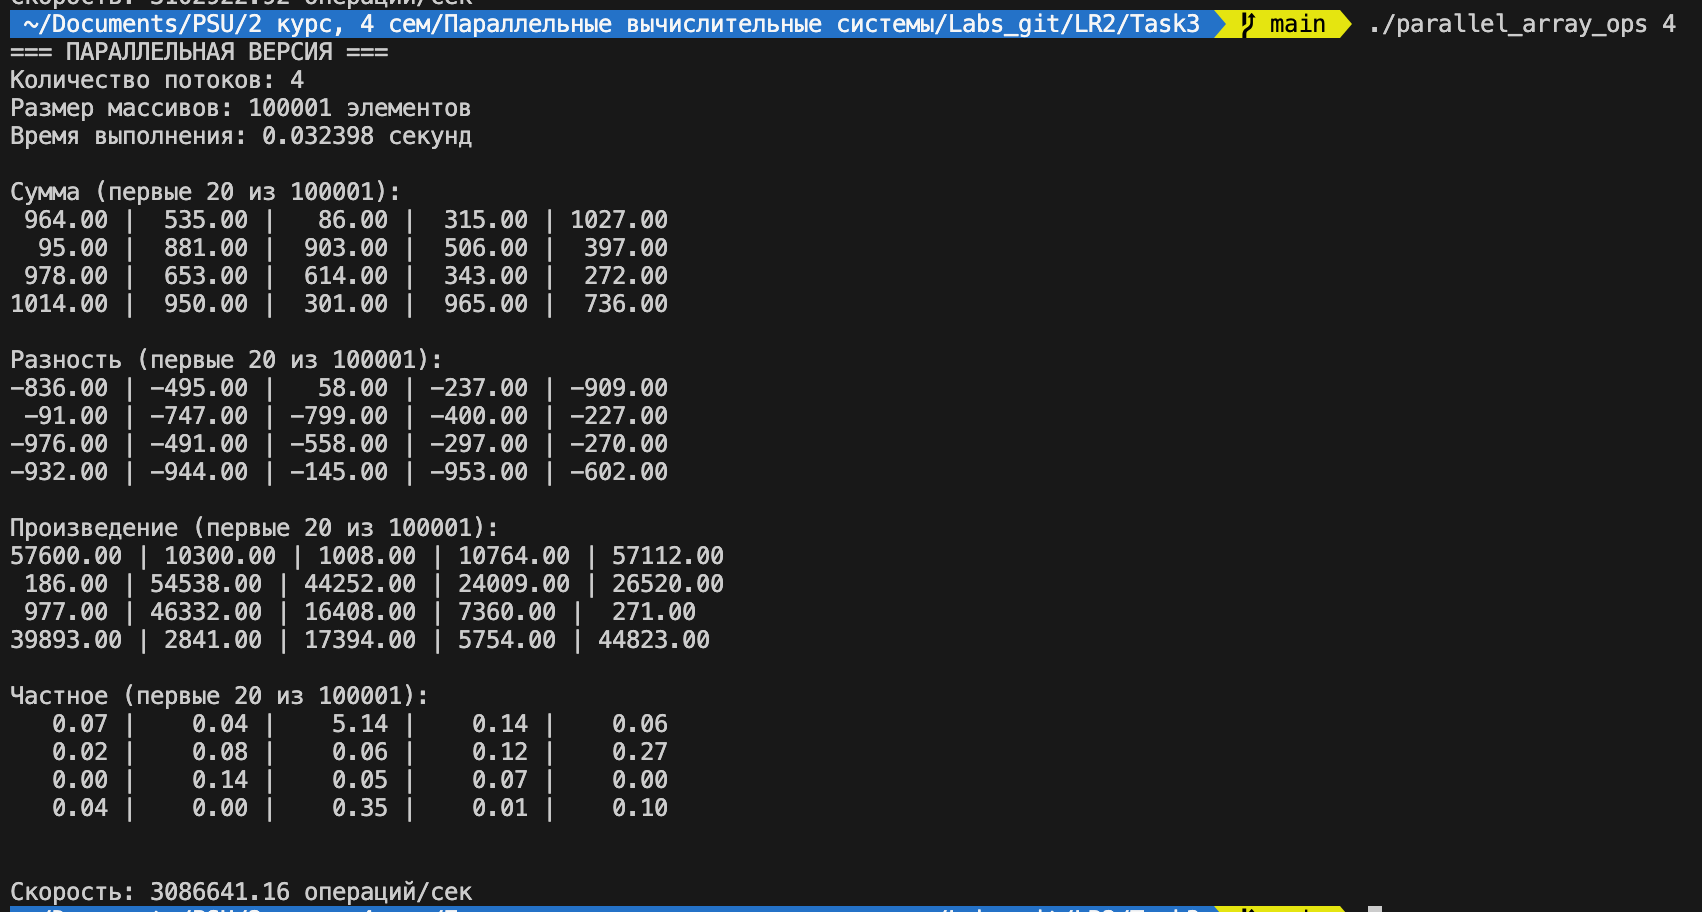 Скорость: 3102922.92 операций/сек
~/Documents/PSU/2 курс, 4 сем/Параллельные вычислительные системы/Labs_git/LR2/Task3 main ./parallel_array_ops 4
=== ПАРАЛЛЕЛЬНАЯ ВЕРСИЯ ===
Количество потоков: 4
Размер массивов: 100001 элементов
Время выполнения: 0.032398 секунд
Сумма (первые 20 из 100001):
964.00 | 535.00 | 86.00 | 315.00 | 1027.00
95.00 | 881.00 | 903.00 | 506.00 | 397.00
978.00 | 653.00 | 614.00 | 343.00 | 272.00
1014.00 | 950.00 | 301.00 | 965.00 | 736.00
Разность (первые 20 из 100001):
-836.00 | -495.00 | 58.00 | -237.00 | -909.00
-91.00 | -747.00 | -799.00 | -400.00 | -227.00
-976.00 | -491.00 | -558.00 | -297.00 | -270.00
-932.00 | -944.00 | -145.00 | -953.00 | -602.00
Произведение (первые 20 из 100001):
57600.00 | 10300.00 | 1008.00 | 10764.00 | 57112.00
186.00 | 54538.00 | 44252.00 | 24009.00 | 26520.00
977.00 | 46332.00 | 16408.00 | 7360.00 | 271.00
39893.00 | 2841.00 | 17394.00 | 5754.00 | 44823.00
Частное (первые 20 из 100001):
0.07 | 0.04 | 5.14 | 0.14 | 0.06
0.02 | 0.08 | 0.06 | 0.12 | 0.27
0.00 | 0.14 | 0.05 | 0.07 | 0.00
0.04 | 0.00 | 0.35 | 0.01 | 0.10
Скорость: 3086641.16 операций/сек